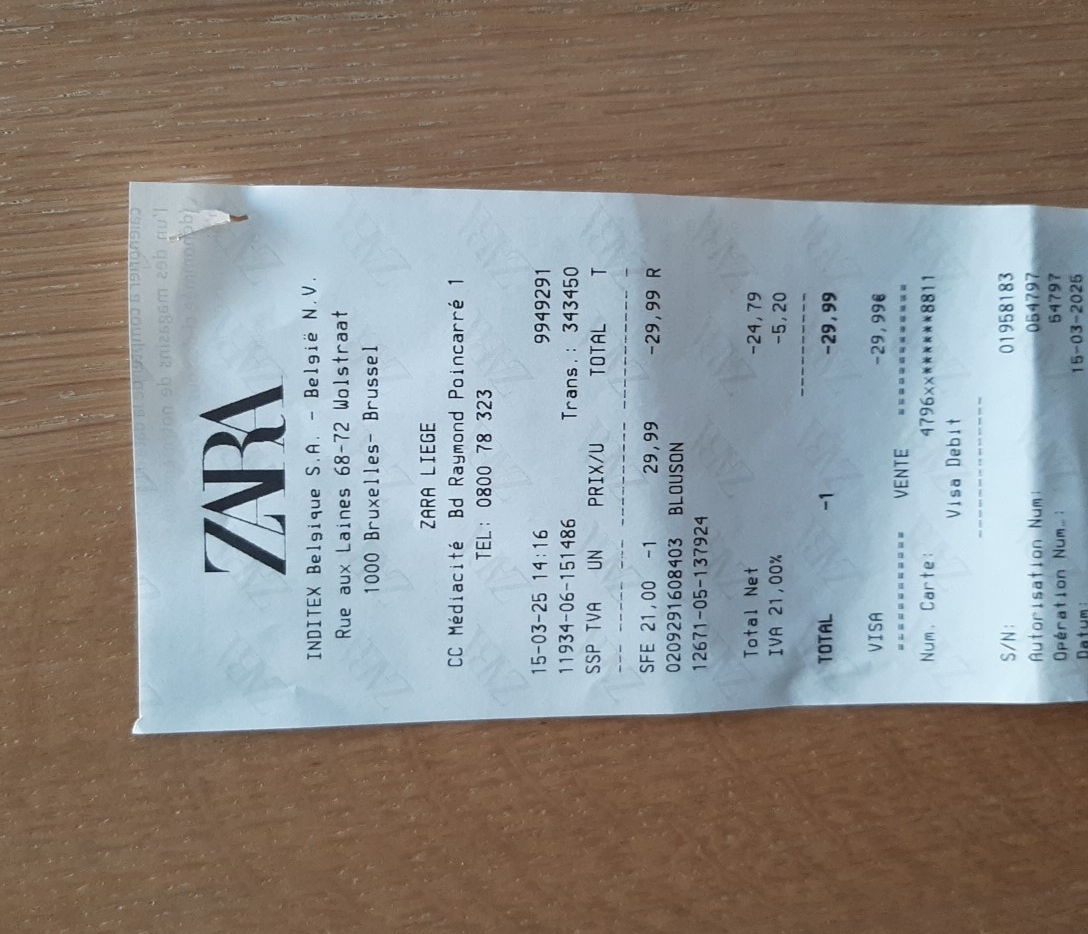 ZARA
INDITEX Belgique S.A. - België N.V.
Rue aux Laines 68-72 Wolstraat
1000 Bruxelles- Brussel
ZARA LIEGE
CC Médiacité Bd Raymond Poincarré 1
TEL: 0800 78 323
15-03-25 14:16 9949291
11934-06-151486 Trans.: 343450
SSP TVA UN PRIX/U TOTAL T
SFE 21,00 -1 29,99 -29,99 R
0209291608403 BLOUSON
12671-05-137924
Total Net -24,79
IVA 21,00% -5,20
TOTAL -1 -29,99
VISA -29,99€
=========== VENTE ===========
Num. Carte: 4796xx******8811
Visa Debit
S/N: 01958183
Autorisation Num: 054797
Opération Num.: 54797
Datum: 15-03-2025